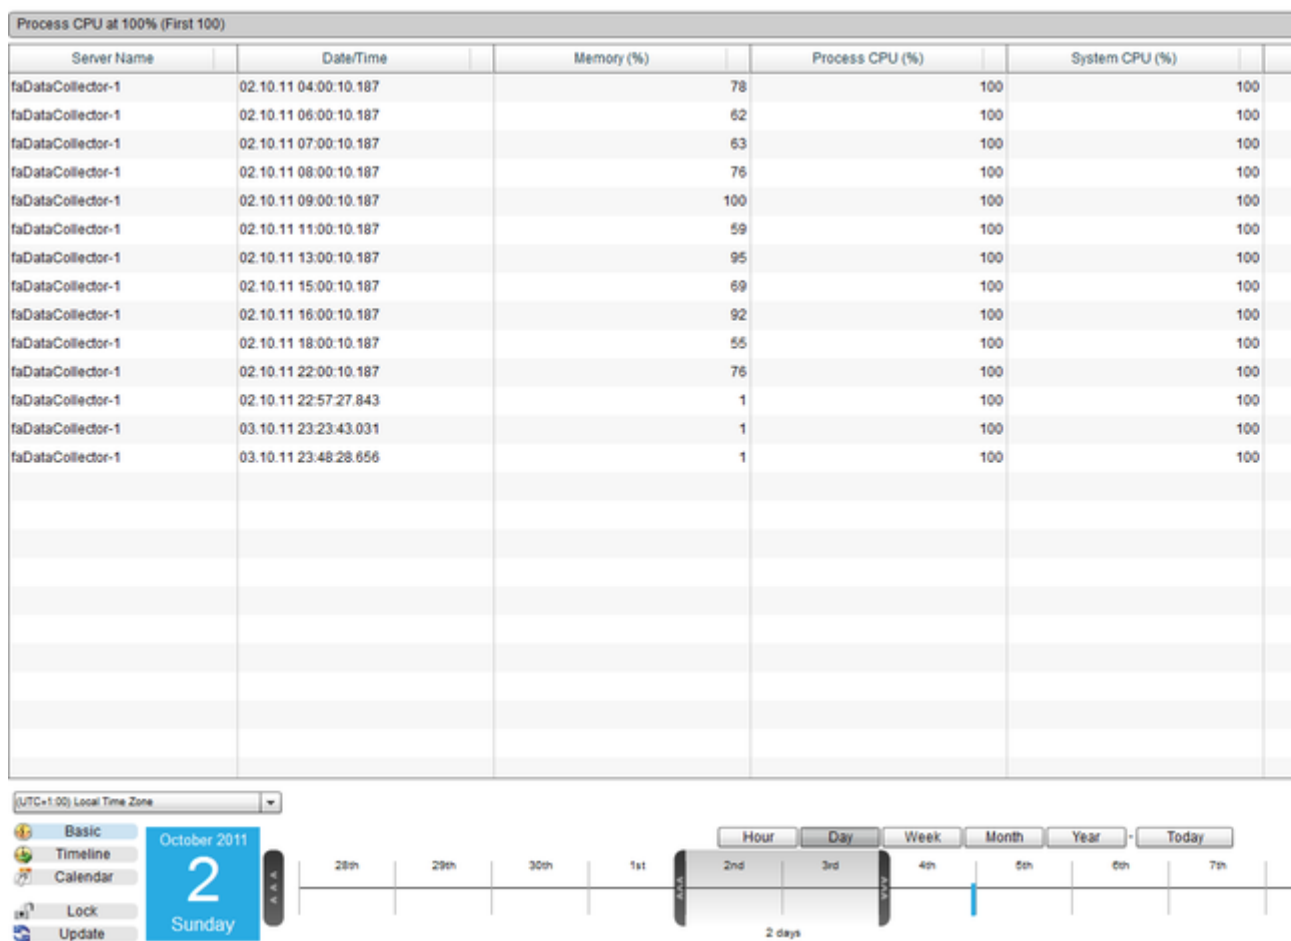 Process CPU at 100% (First 100)
Server Name Date/Time Memory (%) Process CPU (%) System CPU (%)
faDataCollector-1 02.10.11 04:00:10.187 78 100 100
faDataCollector-1 02.10.11 06:00:10.187 62 100 100
faDataCollector-1 02.10.11 07:00:10.187 63 100 100
faDataCollector-1 02.10.11 08:00:10.187 76 100 100
faDataCollector-1 02.10.11 09:00:10.187 100 100 100
faDataCollector-1 02.10.11 11:00:10.187 59 100 100
faDataCollector-1 02.10.11 13:00:10.187 95 100 100
faDataCollector-1 02.10.11 15:00:10.187 69 100 100
faDataCollector-1 02.10.11 16:00:10.187 92 100 100
faDataCollector-1 02.10.11 18:00:10.187 55 100 100
faDataCollector-1 02.10.11 22:00:10.187 76 100 100
faDataCollector-1 02.10.11 22:57:27.843 1 100 100
faDataCollector-1 03.10.11 23:23:43.031 1 100 100
faDataCollector-1 03.10.11 23:48:28.656 1 100 100
(UTC+1:00) Local Time Zone
Basic
Timeline
Calendar
Lock
Update
October 2011
2
Sunday
Hour Day Week Month Year - Today
28th 29th 30th 1st 2nd 3rd 4th 5th 6th 7th
2 days